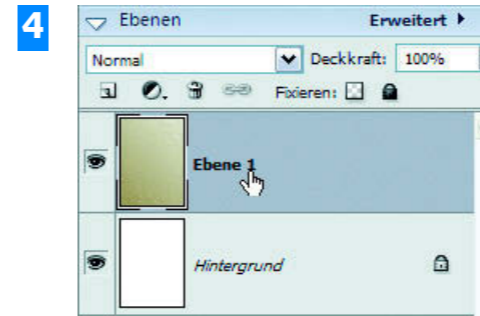 4
Ebenen Erweitert
Normal Deckkraft: 100%
Fixieren:
Ebene 1
Hintergrund